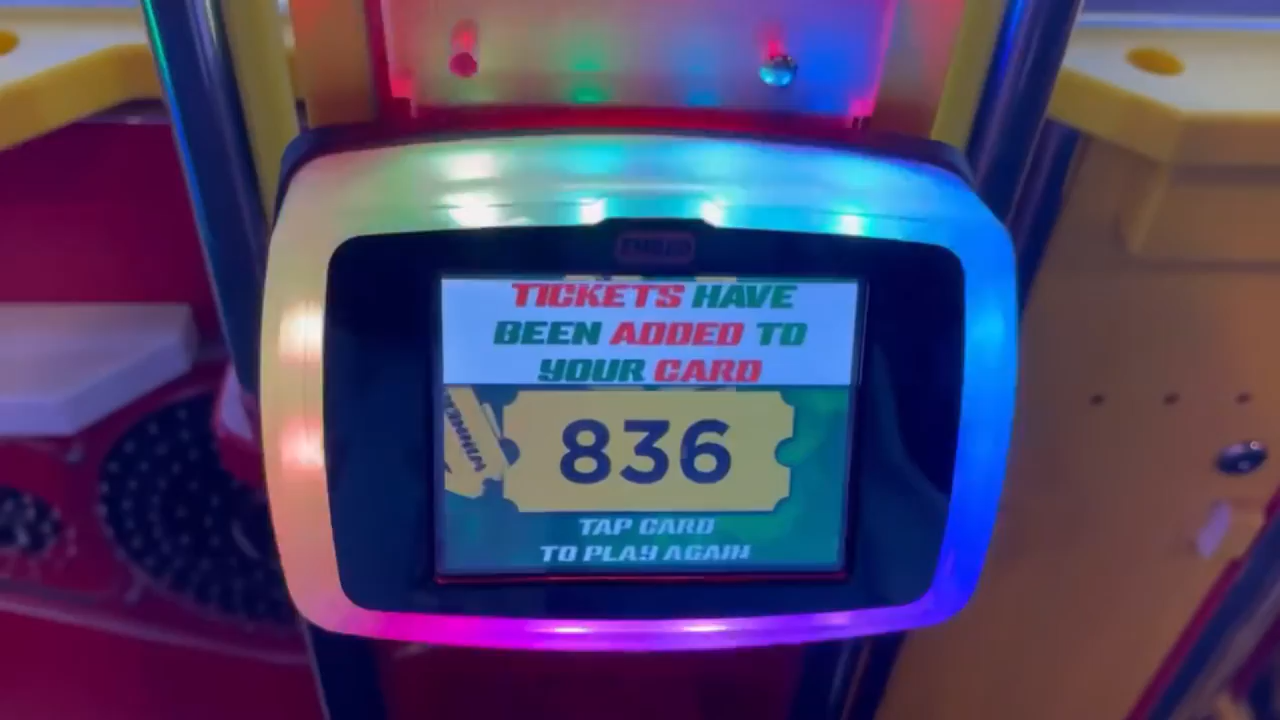 TICKETS HAVE
BEEN ADDED TO
YOUR CARD
836
TAP CARD
TO PLAY AGAIN